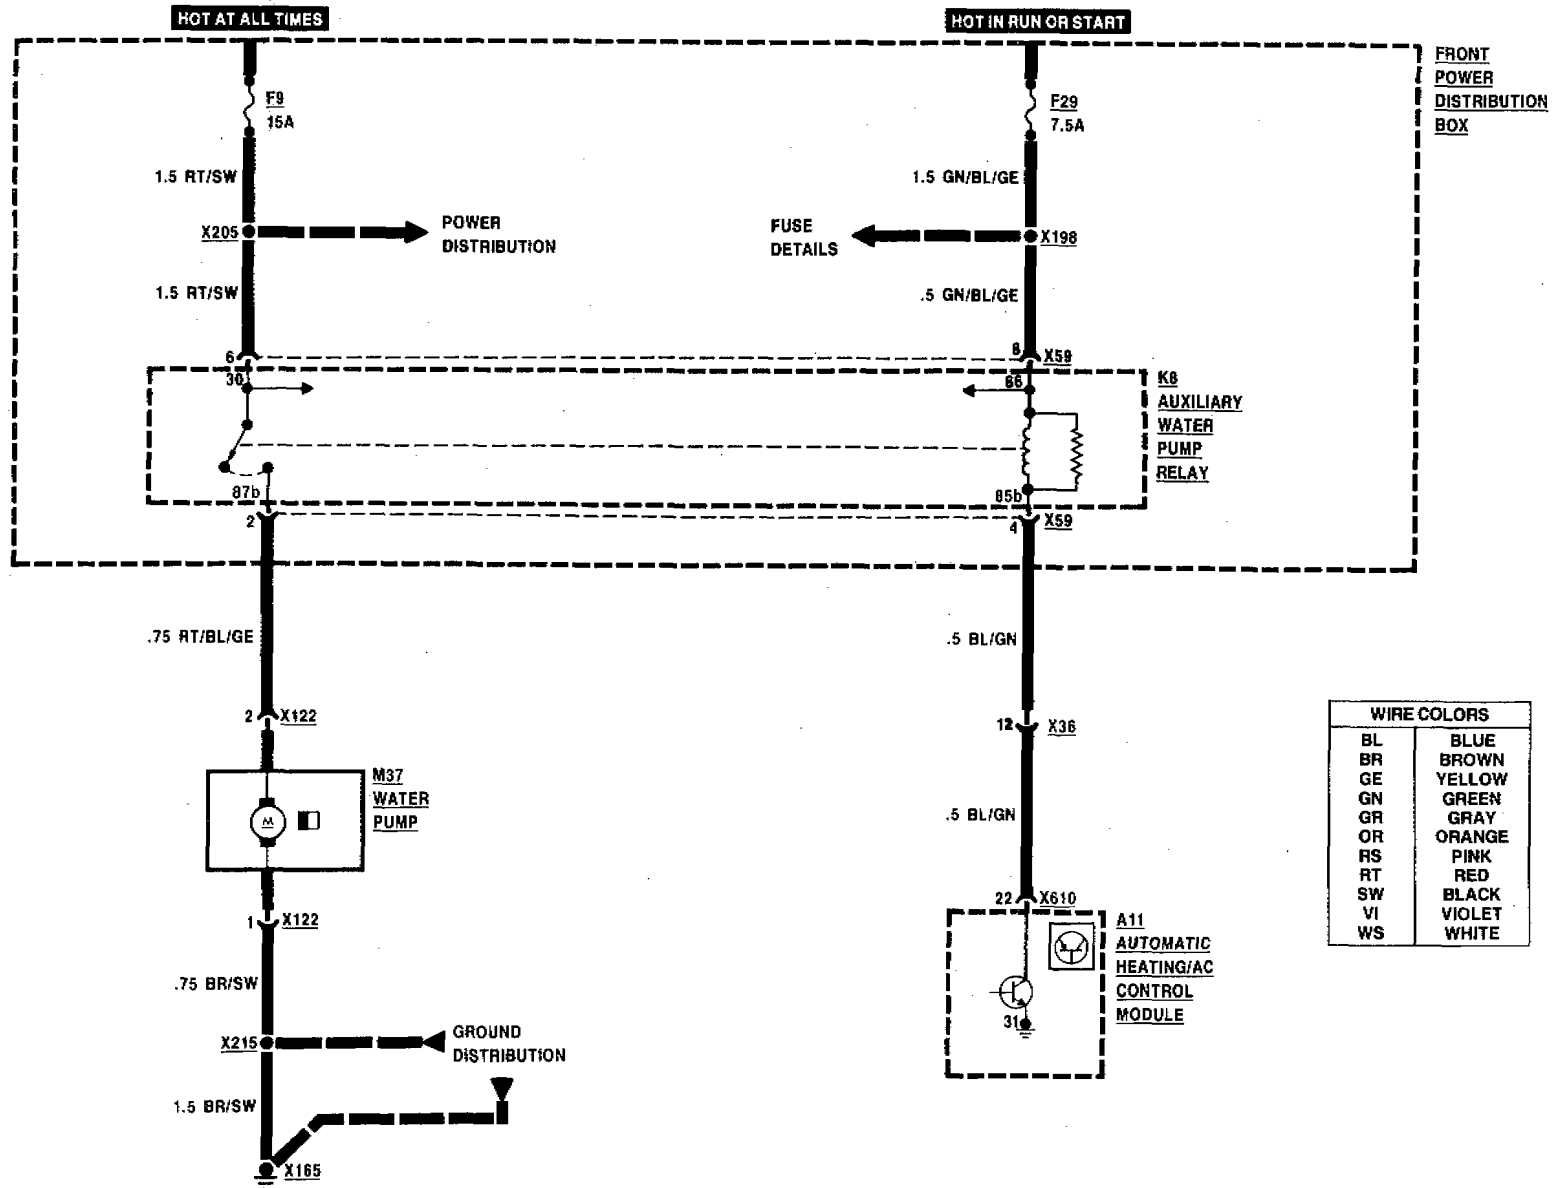 HOT AT ALL TIMES
HOT IN RUN OR START
FRONT
POWER
DISTRIBUTION
BOX
F9
15A
F29
7.5A
1.5 RT/SW
1.5 GN/BL/GE
X205
POWER
DISTRIBUTION
FUSE
DETAILS
X198
1.5 RT/SW
.5 GN/BL/GE
6
8
X59
30
86
K8
AUXILIARY
WATER
PUMP
RELAY
87b
85b
2
4
X59
.75 RT/BL/GE
.5 BL/GN
2
X122
12
X36
M37
WATER
PUMP
M
.5 BL/GN
1
X122
22
X610
A11
AUTOMATIC
HEATING/AC
CONTROL
MODULE
31
.75 BR/SW
X215
GROUND
DISTRIBUTION
1.5 BR/SW
X165
WIRE COLORS
BL BLUE
BR BROWN
GE YELLOW
GN GREEN
GR GRAY
OR ORANGE
RS PINK
RT RED
SW BLACK
VI VIOLET
WS WHITE